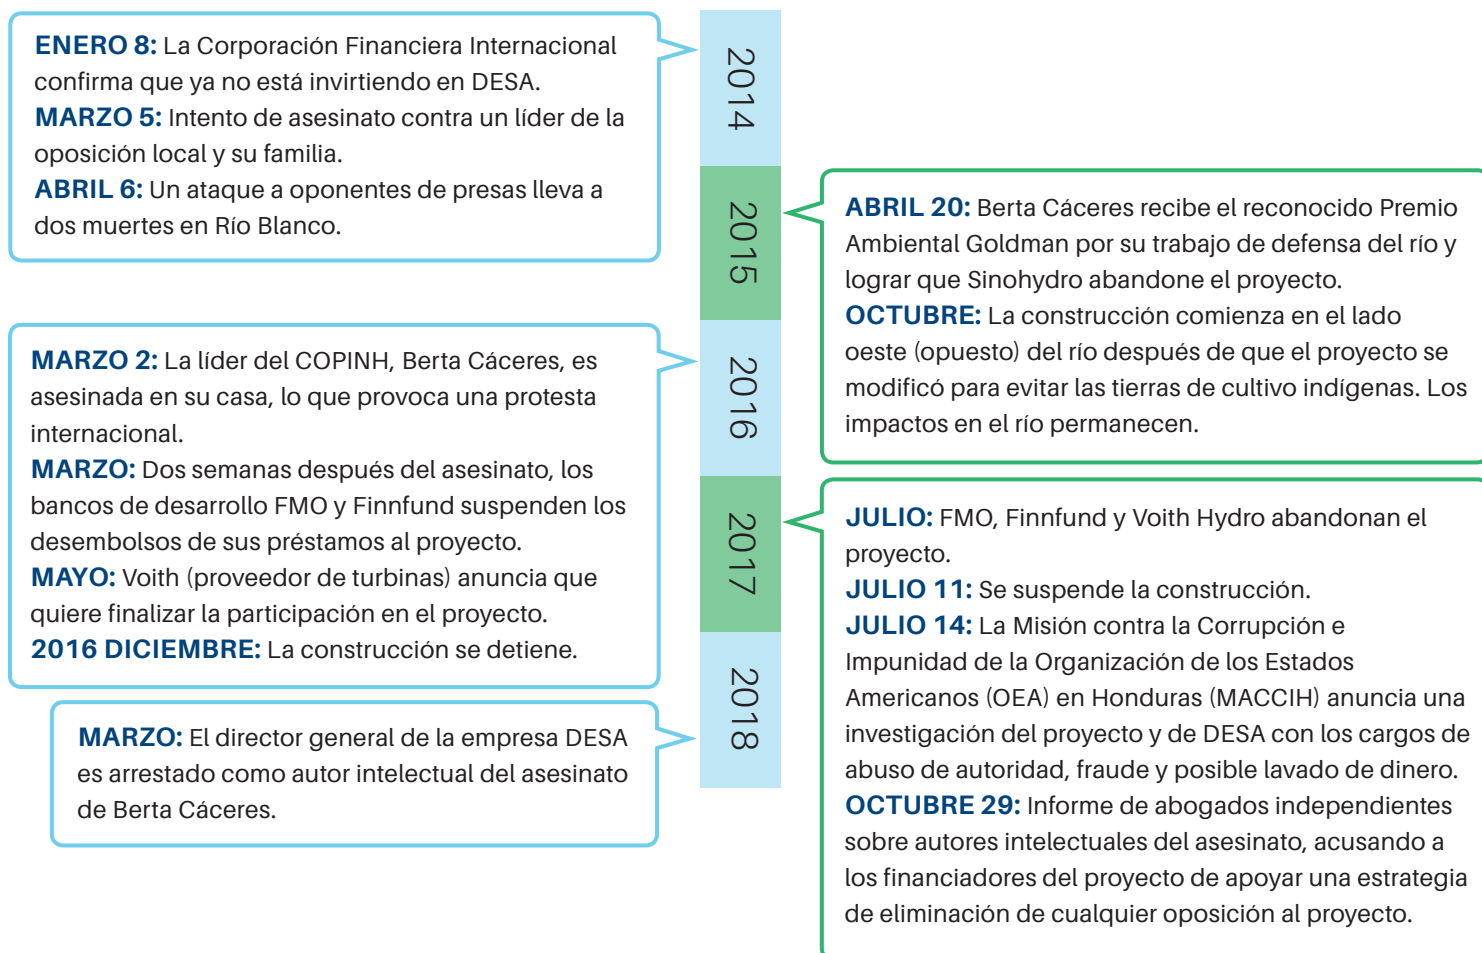 ENERO 8: La Corporación Financiera Internacional
confirma que ya no está invirtiendo en DESA.
MARZO 5: Intento de asesinato contra un líder de la
oposición local y su familia.
ABRIL 6: Un ataque a oponentes de presas lleva a
dos muertes en Río Blanco.
2014
2015
ABRIL 20: Berta Cáceres recibe el reconocido Premio
Ambiental Goldman por su trabajo de defensa del río y
lograr que Sinohydro abandone el proyecto.
OCTUBRE: La construcción comienza en el lado
oeste (opuesto) del río después de que el proyecto se
modificó para evitar las tierras de cultivo indígenas. Los
impactos en el río permanecen.
MARZO 2: La líder del COPINH, Berta Cáceres, es
asesinada en su casa, lo que provoca una protesta
internacional.
MARZO: Dos semanas después del asesinato, los
bancos de desarrollo FMO y Finnfund suspenden los
desembolsos de sus préstamos al proyecto.
MAYO: Voith (proveedor de turbinas) anuncia que
quiere finalizar la participación en el proyecto.
2016 DICIEMBRE: La construcción se detiene.
2016
2017
JULIO: FMO, Finnfund y Voith Hydro abandonan el
proyecto.
JULIO 11: Se suspende la construcción.
JULIO 14: La Misión contra la Corrupción e
Impunidad de la Organización de los Estados
Americanos (OEA) en Honduras (MACCIH) anuncia una
investigación del proyecto y de DESA con los cargos de
abuso de autoridad, fraude y posible lavado de dinero.
OCTUBRE 29: Informe de abogados independientes
sobre autores intelectuales del asesinato, acusando a
los financiadores del proyecto de apoyar una estrategia
de eliminación de cualquier oposición al proyecto.
MARZO: El director general de la empresa DESA
es arrestado como autor intelectual del asesinato
de Berta Cáceres.
2018